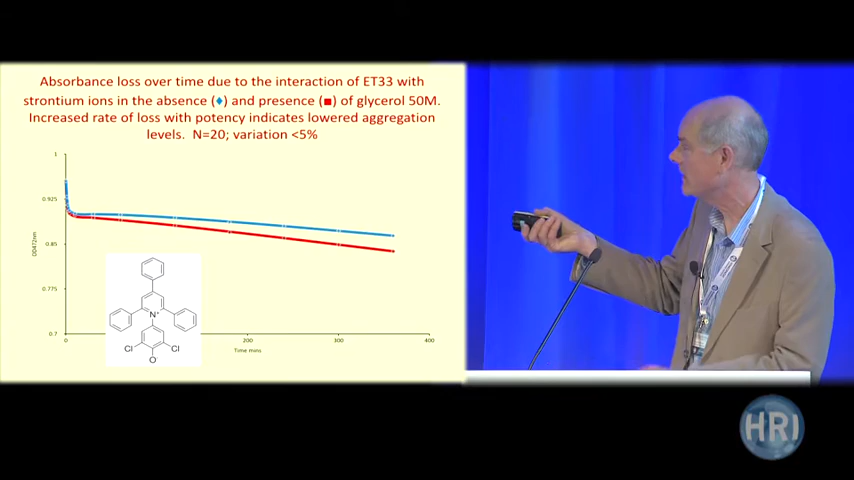 Absorbance loss over time due to the interaction of ET33 with
strontium ions in the absence (♦) and presence (■) of glycerol 50M.
Increased rate of loss with potency indicates lowered aggregation
levels. N=20; variation <5%
1
0.925
0.85
0.775
0.7
OD472nm
0
200
300
400
Time mins
N+
Cl
Cl
O
HRI